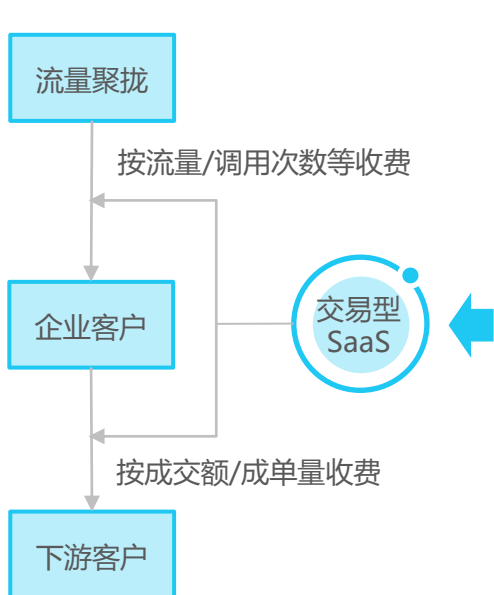 流量聚拢
按流量/调用次数等收费
企业客户
交易型
SaaS
按成交额/成单量收费
下游客户